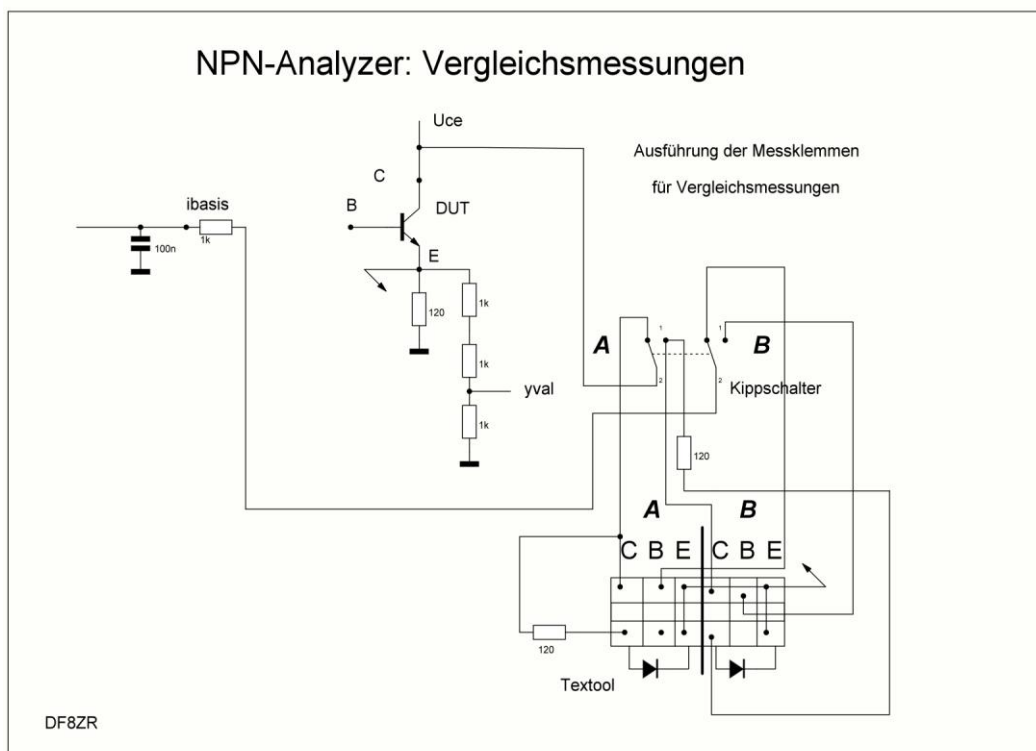 NPN-Analyzer: Vergleichsmessungen
Uce
Ausführung der Messklemmen
für Vergleichsmessungen
C
B
DUT
ibasis
1k
100n
E
120
1k
1k
1k
yval
A
1
2
1
2
B
Kippschalter
120
A
B
C B E C B E
120
Textool
DF8ZR